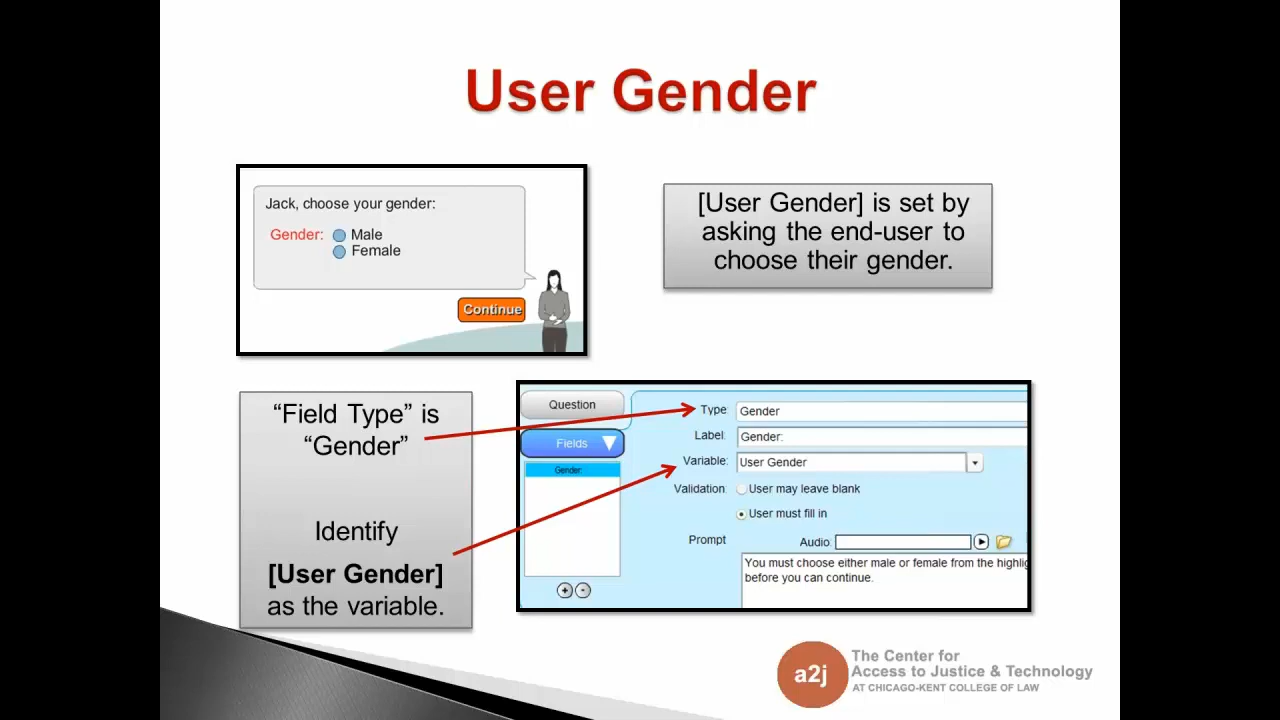 User Gender
Jack, choose your gender:
Gender: Male
Female
Continue
[User Gender] is set by
asking the end-user to
choose their gender.
“Field Type” is
“Gender”
Identify
[User Gender]
as the variable.
Question
Fields
Gender:
Type: Gender
Label: Gender:
Variable: User Gender
Validation: User may leave blank
User must fill in
Prompt
Audio:
You must choose either male or female from the
before you can continue.
a2j
The Center for
Access to Justice & Technology
AT CHICAGO-KENT COLLEGE OF LAW